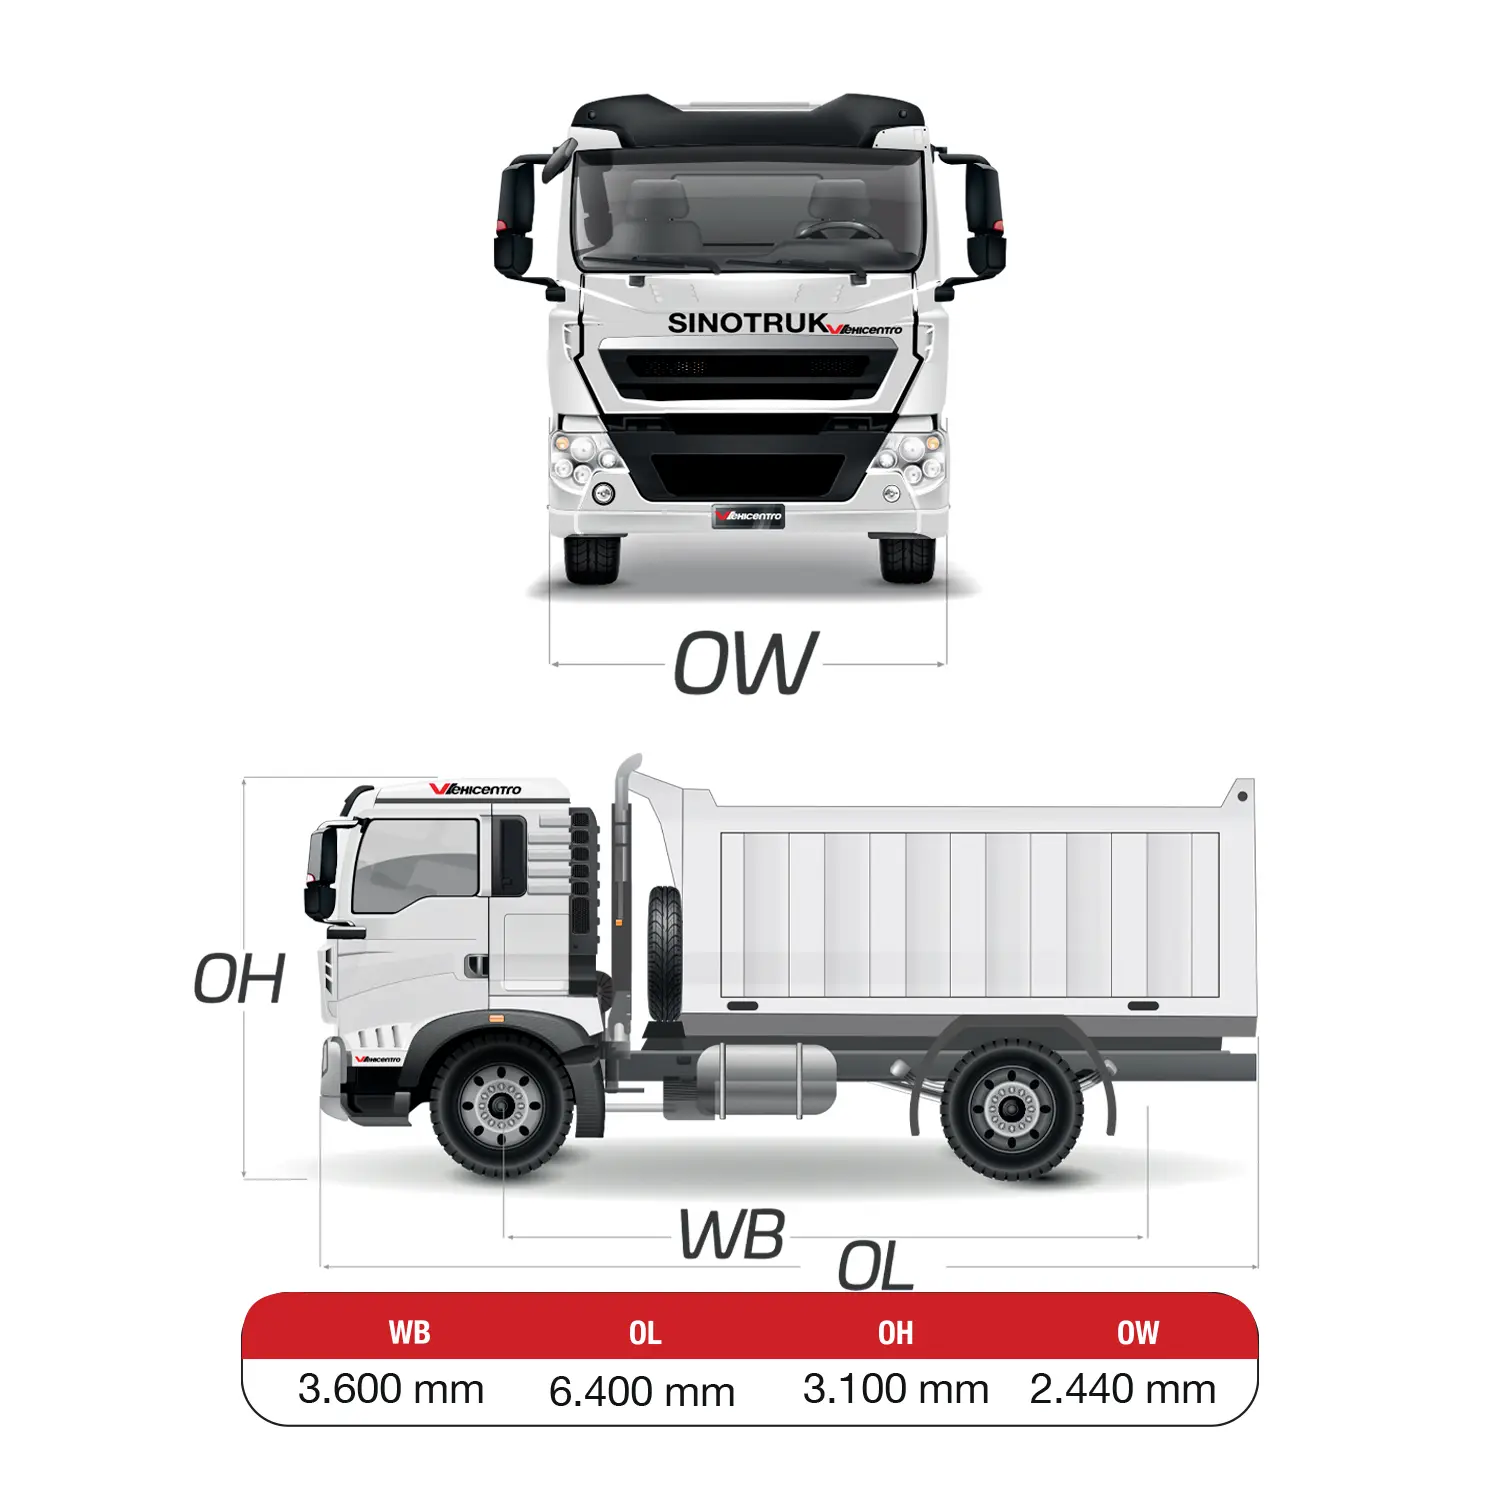 SINOTRUK Vehicentro
Vehicentro
OW
Vehicentro
OH
Vehicentro
WB
OL
WB OL OH OW
3.600 mm 6.400 mm 3.100 mm 2.440 mm